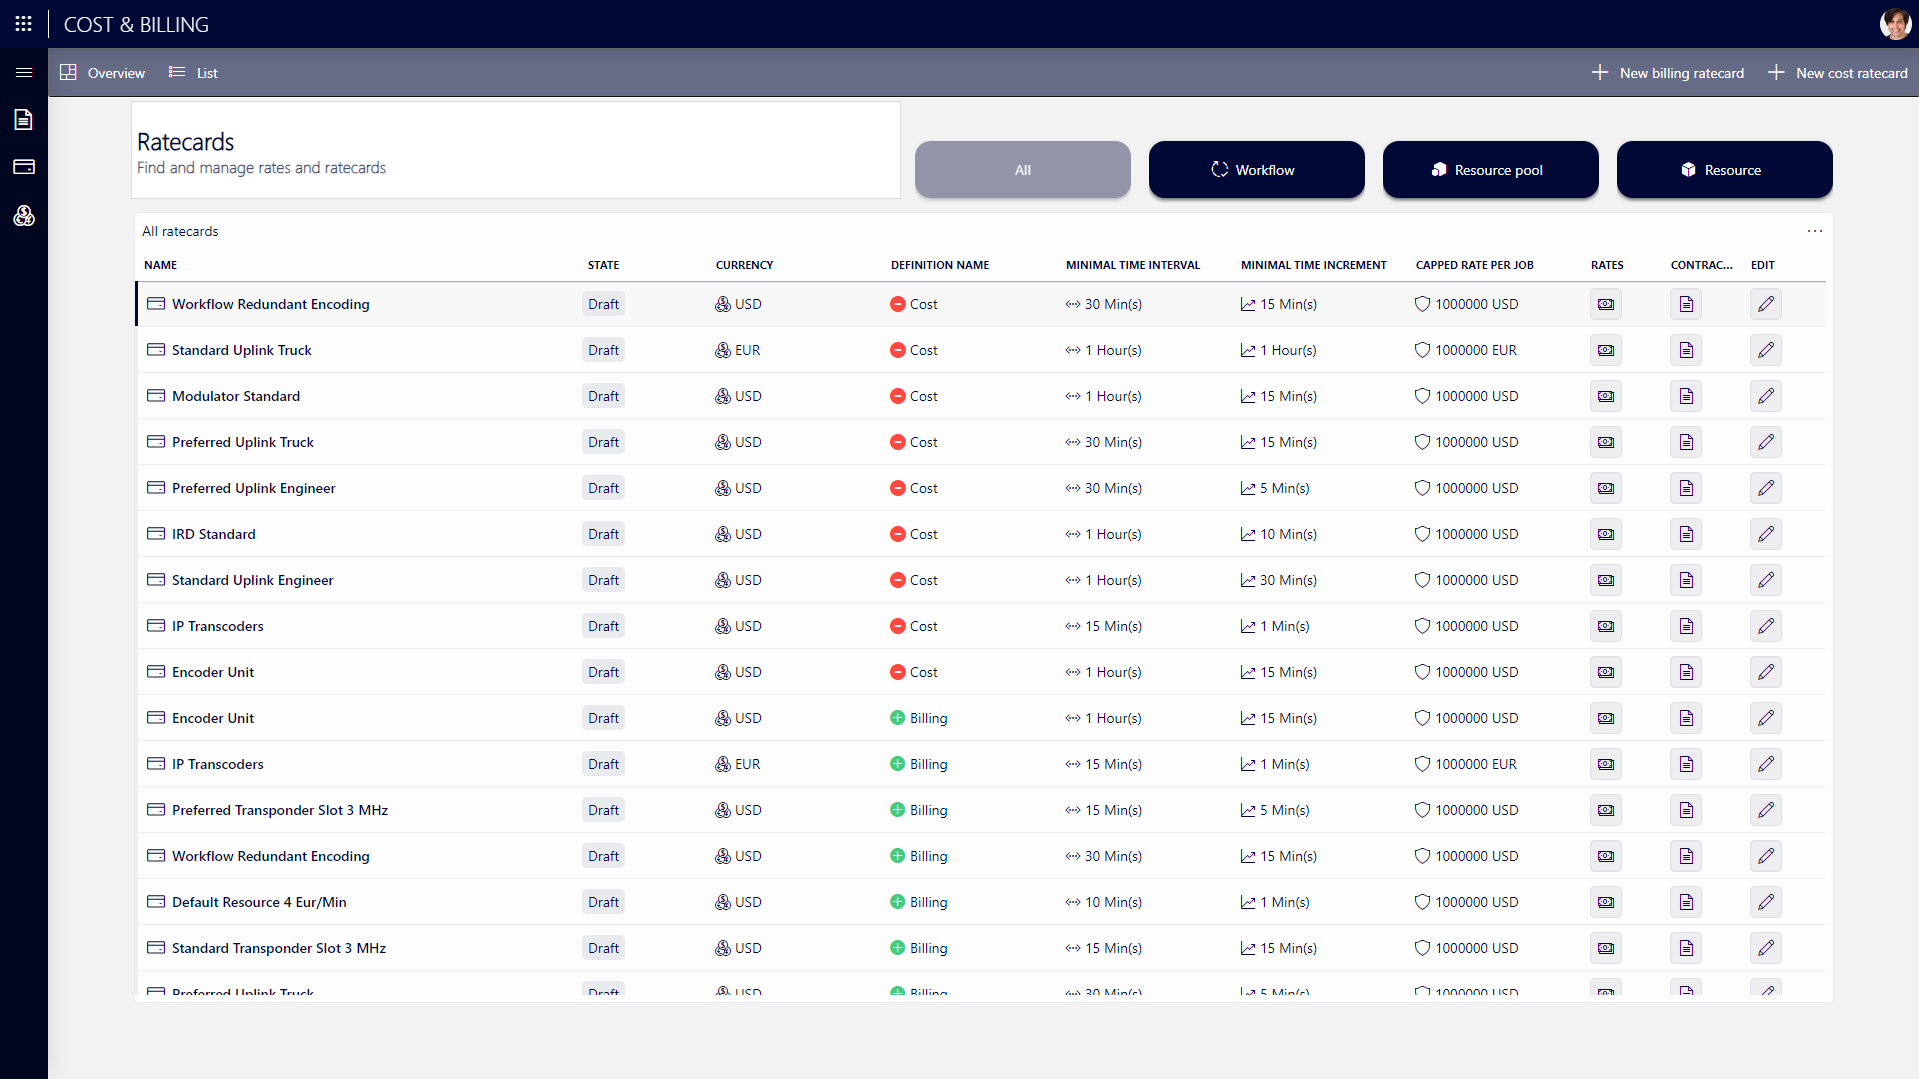 COST & BILLING
Overview List New billing ratecard New cost ratecard
Ratecards
Find and manage rates and ratecards
All Workflow Resource pool Resource
All ratecards
NAME STATE CURRENCY DEFINITION NAME MINIMAL TIME INTERVAL MINIMAL TIME INCREMENT CAPPED RATE PER JOB RATES CONTRAC... EDIT
Workflow Redundant Encoding Draft USD Cost 30 Min(s) 15 Min(s) 1000000 USD
Standard Uplink Truck Draft EUR Cost 1 Hour(s) 1 Hour(s) 1000000 EUR
Modulator Standard Draft USD Cost 1 Hour(s) 15 Min(s) 1000000 USD
Preferred Uplink Truck Draft USD Cost 30 Min(s) 15 Min(s) 1000000 USD
Preferred Uplink Engineer Draft USD Cost 30 Min(s) 5 Min(s) 1000000 USD
IRD Standard Draft USD Cost 1 Hour(s) 10 Min(s) 1000000 USD
Standard Uplink Engineer Draft USD Cost 1 Hour(s) 30 Min(s) 1000000 USD
IP Transcoders Draft USD Cost 15 Min(s) 1 Min(s) 1000000 USD
Encoder Unit Draft USD Cost 1 Hour(s) 15 Min(s) 1000000 USD
Encoder Unit Draft USD Billing 1 Hour(s) 15 Min(s) 1000000 USD
IP Transcoders Draft EUR Billing 15 Min(s) 1 Min(s) 1000000 EUR
Preferred Transponder Slot 3 MHz Draft USD Billing 15 Min(s) 5 Min(s) 1000000 USD
Workflow Redundant Encoding Draft USD Billing 30 Min(s) 15 Min(s) 1000000 USD
Default Resource 4 Eur/Min Draft USD Billing 10 Min(s) 1 Min(s) 1000000 USD
Standard Transponder Slot 3 MHz Draft USD Billing 15 Min(s) 15 Min(s) 1000000 USD
Preferred Uplink Truck Draft USD Billing 30 Min(s) 5 Min(s) 1000000 USD